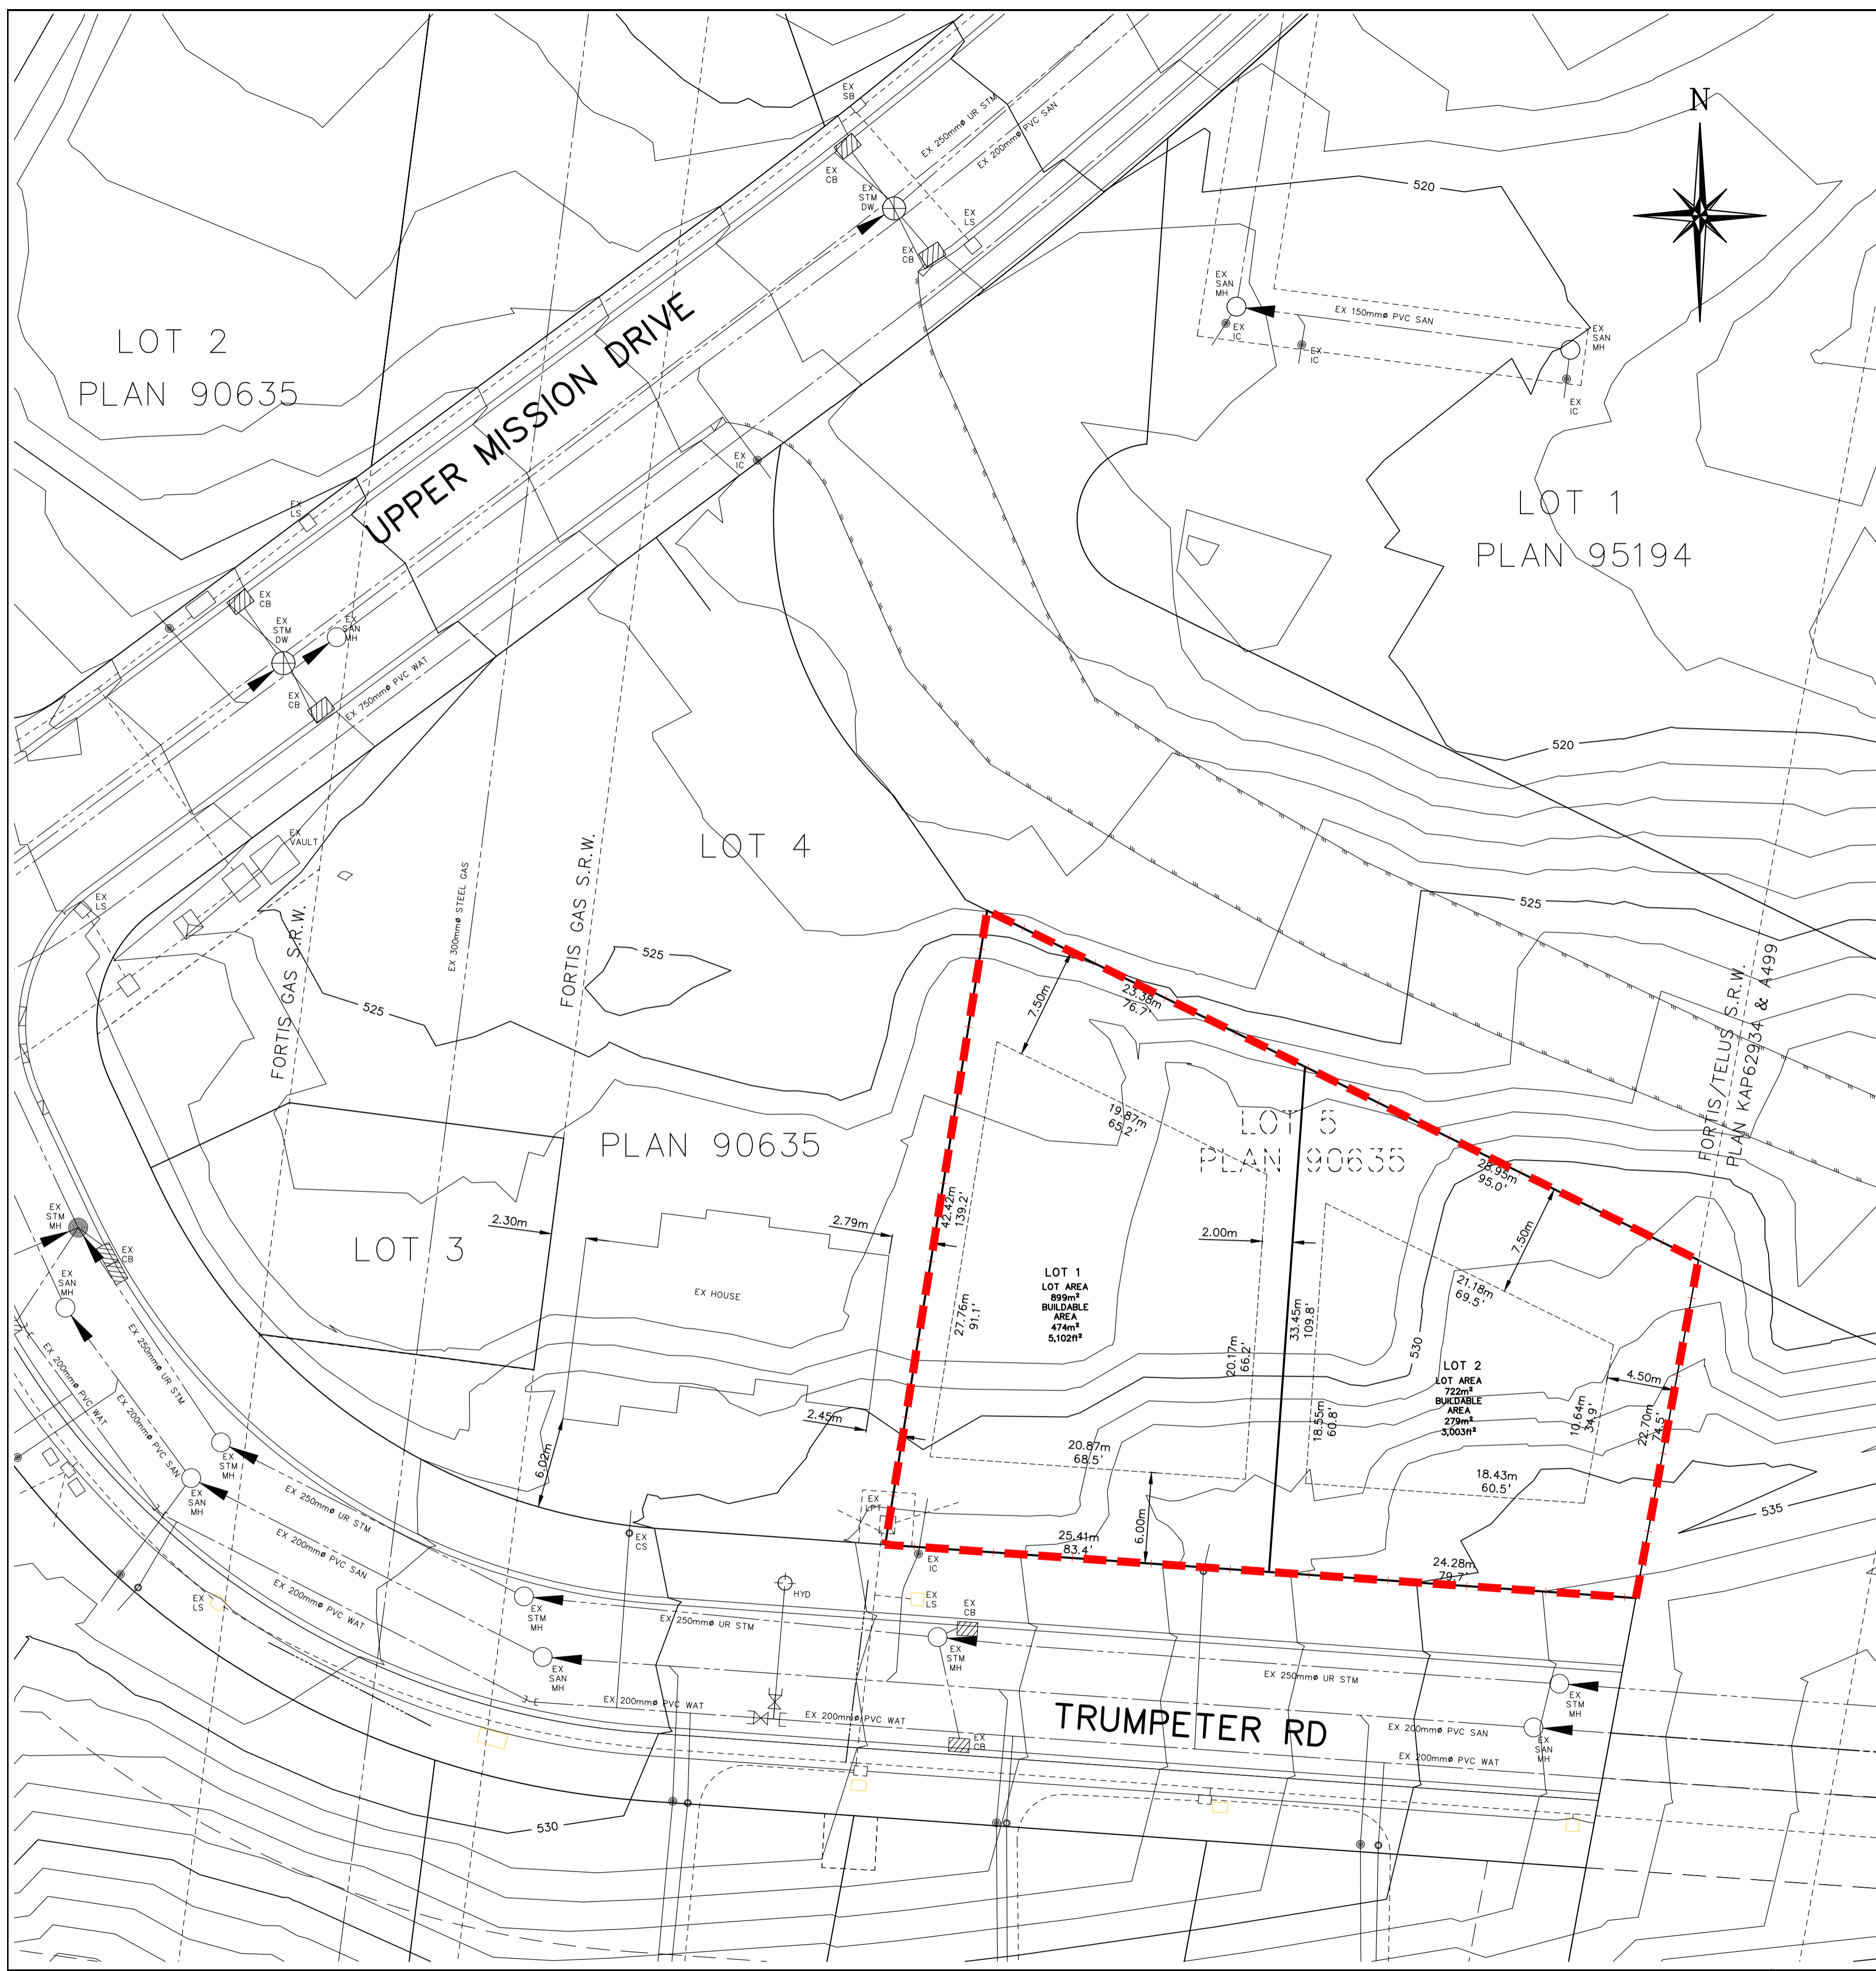 N
EX
SB
EX 250mmø UR STM
EX 200mmø PVC SAN
EX
CB
EX
STM
DW
EX
LS
EX
CB
520
EX
SAN
MH
EX 150mmø PVC SAN
EX
SAN
MH
EX
IC
EX
IC
EX
IC
LOT 2
PLAN 90635
UPPER MISSION DRIVE
EX
IC
EX
LS
LOT 1
PLAN 95194
EX
CB
EX
STM
DW
EX
SAN
MH
EX
CB
EX 750mmø PVC WAT
520
EX
VAULT
EX
LS
LOT 4
EX 300mmø STEEL GAS
FORTIS GAS S.R.W.
FORTIS GAS S.R.W.
525
525
525
FORTIS/TELUS S.R.W.
PLAN KAP62934 & A499
7.50m
23.38m
76.7'
19.87m
65.2'
LOT 5
PLAN 90635
PLAN 90635
28.95m
95.0'
42.42m
139.2'
2.30m
2.79m
2.00m
7.50m
LOT 3
EX HOUSE
LOT 1
LOT AREA
899m²
BUILDABLE
AREA
474m²
5,102ft²
27.76m
91.1'
21.18m
69.5'
33.45m
109.8'
20.17m
66.2'
530
LOT 2
LOT AREA
722m²
BUILDABLE
AREA
279m²
3,003ft²
4.50m
10.64m
34.9'
22.70m
74.5'
18.55m
60.8'
2.45m
6.02m
20.87m
68.5'
18.43m
60.5'
535
EX
STM
MH
EX
CB
EX
SAN
MH
EX 250mmø UR STM
EX 200mmø PVC WAT
EX 200mmø PVC SAN
EX
STM
MH
EX
SAN
MH
EX 250mmø UR STM
EX 200mmø PVC SAN
EX 200mmø PVC WAT
EX
LS
EX
LPT
6.00m
25.41m
83.4'
24.28m
79.7'
EX
CS
EX
IC
HYD
EX
LS
EX
CB
EX
STM
MH
EX 250mmø UR STM
EX
STM
MH
EX
SAN
MH
EX 250mmø UR STM
EX
STM
MH
EX 200mmø PVC WAT
EX 200mmø PVC WAT
TRUMPETER RD
EX
CB
EX 200mmø PVC SAN
EX
SAN
MH
EX 200mmø PVC WAT
530